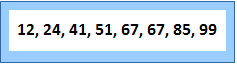 12, 24, 41, 51, 67, 67, 85, 99